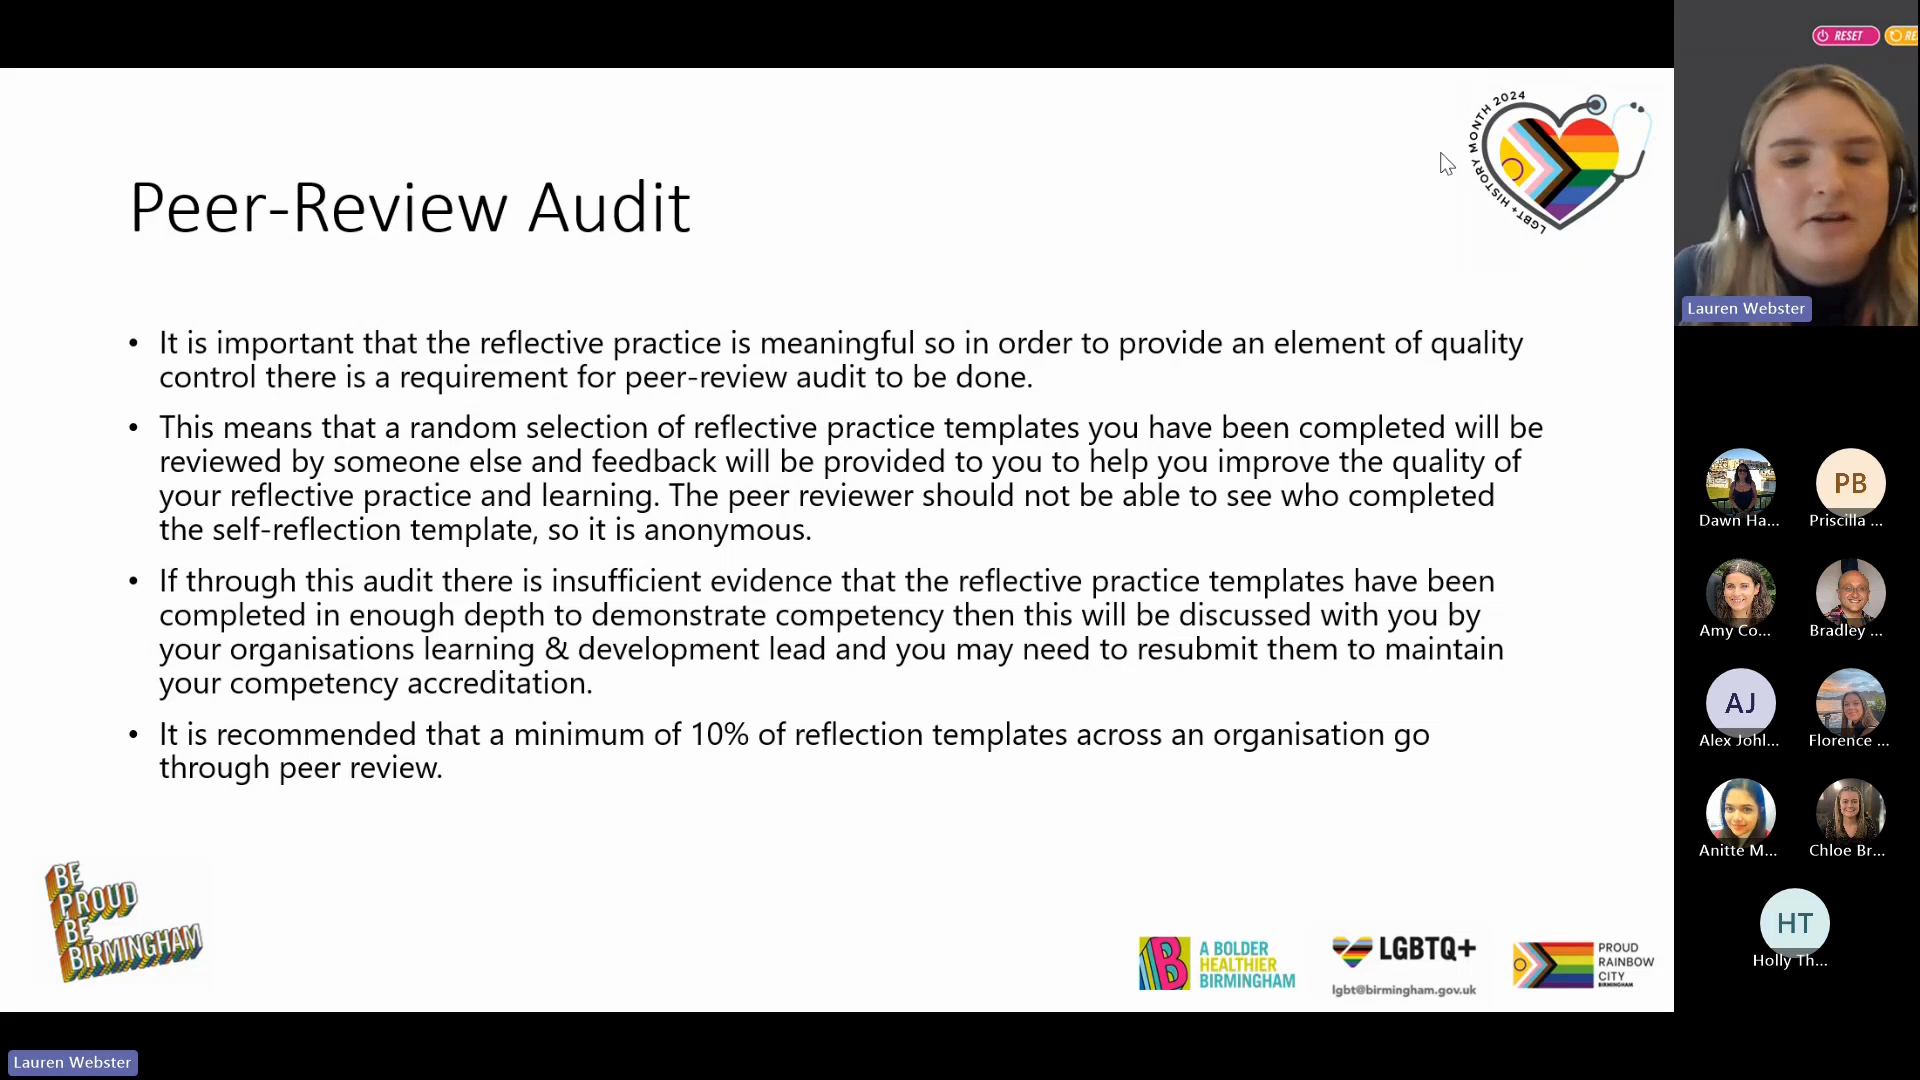 RESET
RE
LGBT+ HISTORY MONTH 2024
Peer-Review Audit
• It is important that the reflective practice is meaningful so in order to provide an element of quality
control there is a requirement for peer-review audit to be done.
• This means that a random selection of reflective practice templates you have been completed will be
reviewed by someone else and feedback will be provided to you to help you improve the quality of
your reflective practice and learning. The peer reviewer should not be able to see who completed
the self-reflection template, so it is anonymous.
• If through this audit there is insufficient evidence that the reflective practice templates have been
completed in enough depth to demonstrate competency then this will be discussed with you by
your organisations learning & development lead and you may need to resubmit them to maintain
your competency accreditation.
• It is recommended that a minimum of 10% of reflection templates across an organisation go
through peer review.
BE
PROUD
BE
BIRMINGHAM
B
A BOLDER
HEALTHIER
BIRMINGHAM
LGBTQ+
lgbt@birmingham.gov.uk
PROUD
RAINBOW
CITY
BIRMINGHAM
Lauren Webster
Lauren Webster
PB
Dawn Ha...
Priscilla ...
Amy Co...
Bradley ...
AJ
Alex Johl...
Florence ...
Anitte M...
Chloe Br...
HT
Holly Th...